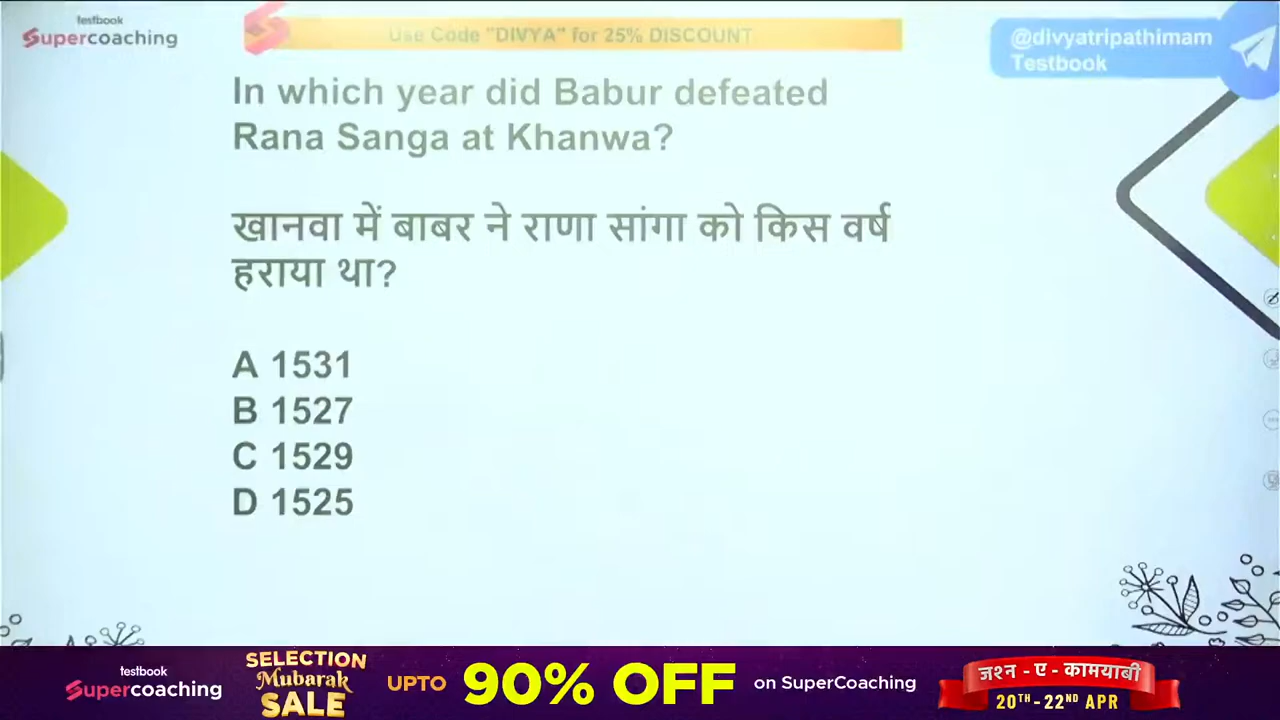 testbook
Supercoaching
Use Code "DIVYA" for 25% DISCOUNT
@divyatripathimam
Testbook
In which year did Babur defeated
Rana Sanga at Khanwa?
खानवा में बाबर ने राणा सांगा को किस वर्ष
हराया था?
A 1531
B 1527
C 1529
D 1525
testbook
Supercoaching
SELECTION
Mubarak
SALE
UPTO 90% OFF on SuperCoaching
जश्न - ए - कामयाबी
20TH-22ND APR